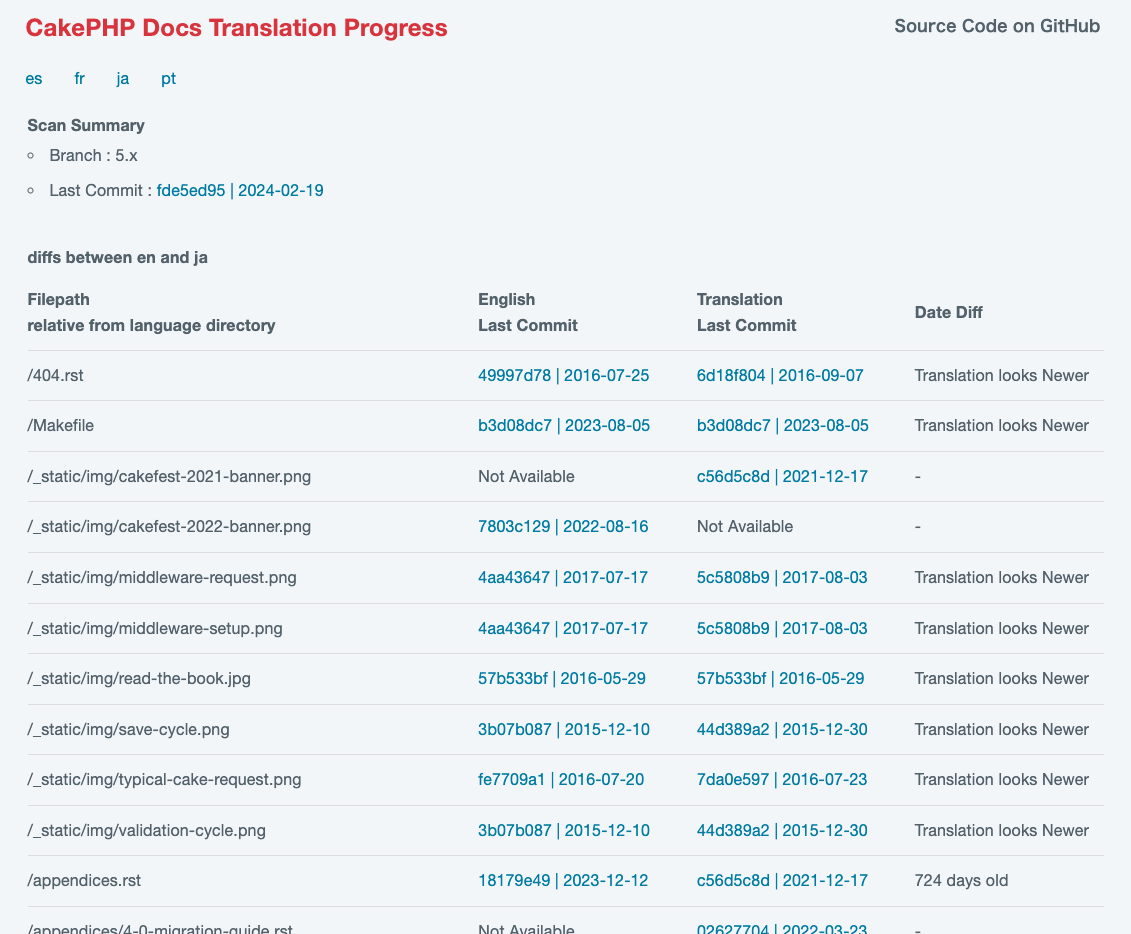 CakePHP Docs Translation Progress
Source Code on GitHub
es fr ja pt
Scan Summary
Branch : 5.x
Last Commit : fde5ed95 | 2024-02-19
diffs between en and ja
Filepath
relative from language directory
English
Last Commit
Translation
Last Commit
Date Diff
/404.rst 49997d78 | 2016-07-25 6d18f804 | 2016-09-07 Translation looks Newer
/Makefile b3d08dc7 | 2023-08-05 b3d08dc7 | 2023-08-05 Translation looks Newer
/_static/img/cakefest-2021-banner.png Not Available c56d5c8d | 2021-12-17 -
/_static/img/cakefest-2022-banner.png 7803c129 | 2022-08-16 Not Available -
/_static/img/middleware-request.png 4aa43647 | 2017-07-17 5c5808b9 | 2017-08-03 Translation looks Newer
/_static/img/middleware-setup.png 4aa43647 | 2017-07-17 5c5808b9 | 2017-08-03 Translation looks Newer
/_static/img/read-the-book.jpg 57b533bf | 2016-05-29 57b533bf | 2016-05-29 Translation looks Newer
/_static/img/save-cycle.png 3b07b087 | 2015-12-10 44d389a2 | 2015-12-30 Translation looks Newer
/_static/img/typical-cake-request.png fe7709a1 | 2016-07-20 7da0e597 | 2016-07-23 Translation looks Newer
/_static/img/validation-cycle.png 3b07b087 | 2015-12-10 44d389a2 | 2015-12-30 Translation looks Newer
/appendices.rst 18179e49 | 2023-12-12 c56d5c8d | 2021-12-17 724 days old
/appendices/4-0-migration-guide.rst Not Available 02627704 | 2022-03-23 -